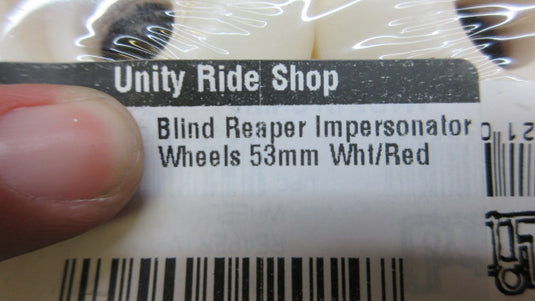 Unity Ride Shop
Blind Reaper Impersonator
Wheels 53mm Wht/Red